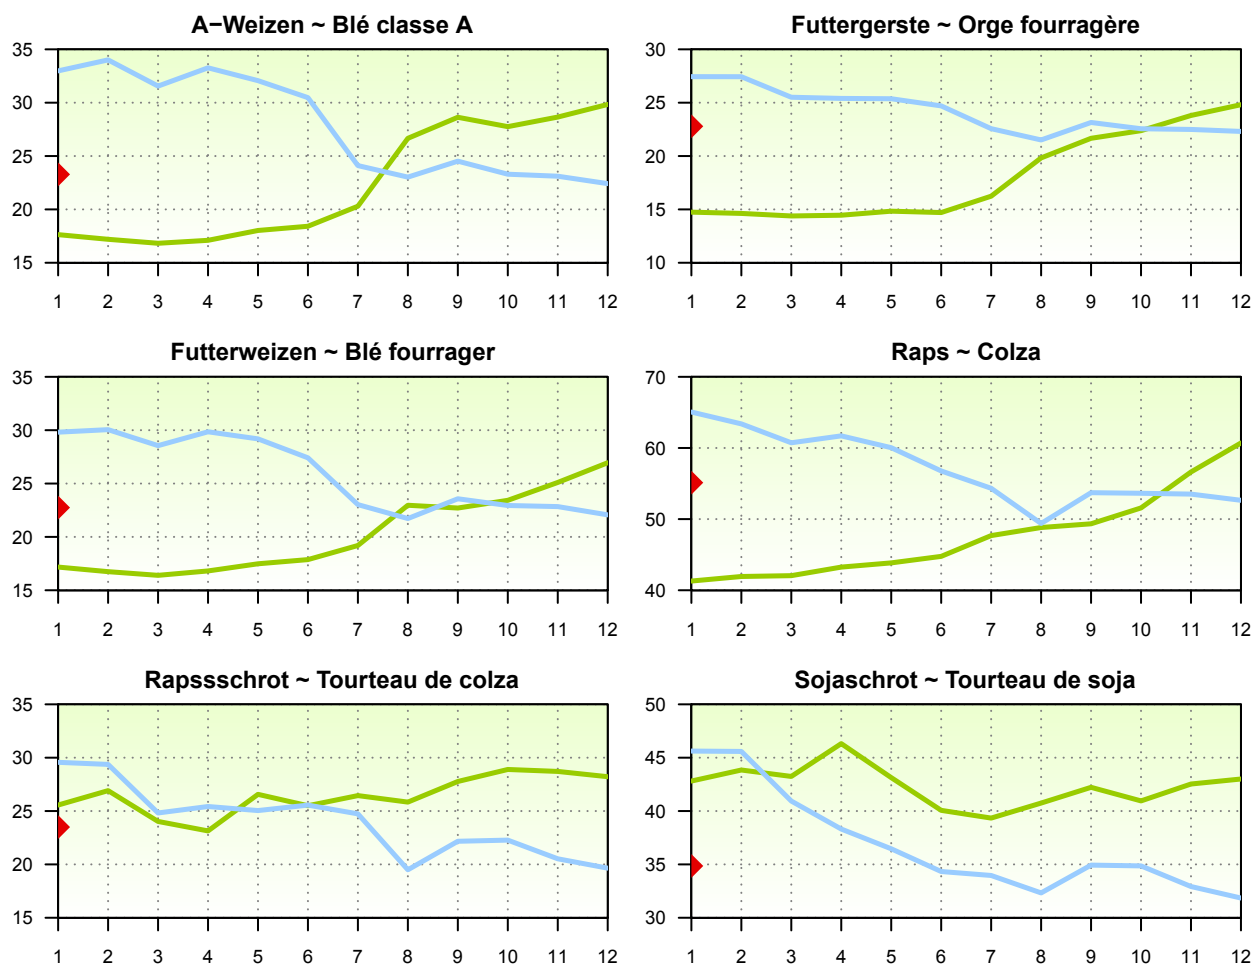 A−Weizen ~ Blé classe A
35
30
25
20
15
1 2 3 4 5 6 7 8 9 10 11 12
Futtergerste ~ Orge fourragère
30
25
20
15
10
1 2 3 4 5 6 7 8 9 10 11 12
Futterweizen ~ Blé fourrager
35
30
25
20
15
1 2 3 4 5 6 7 8 9 10 11 12
Raps ~ Colza
70
60
50
40
1 2 3 4 5 6 7 8 9 10 11 12
Rapssschrot ~ Tourteau de colza
35
30
25
20
15
1 2 3 4 5 6 7 8 9 10 11 12
Sojaschrot ~ Tourteau de soja
50
45
40
35
30
1 2 3 4 5 6 7 8 9 10 11 12